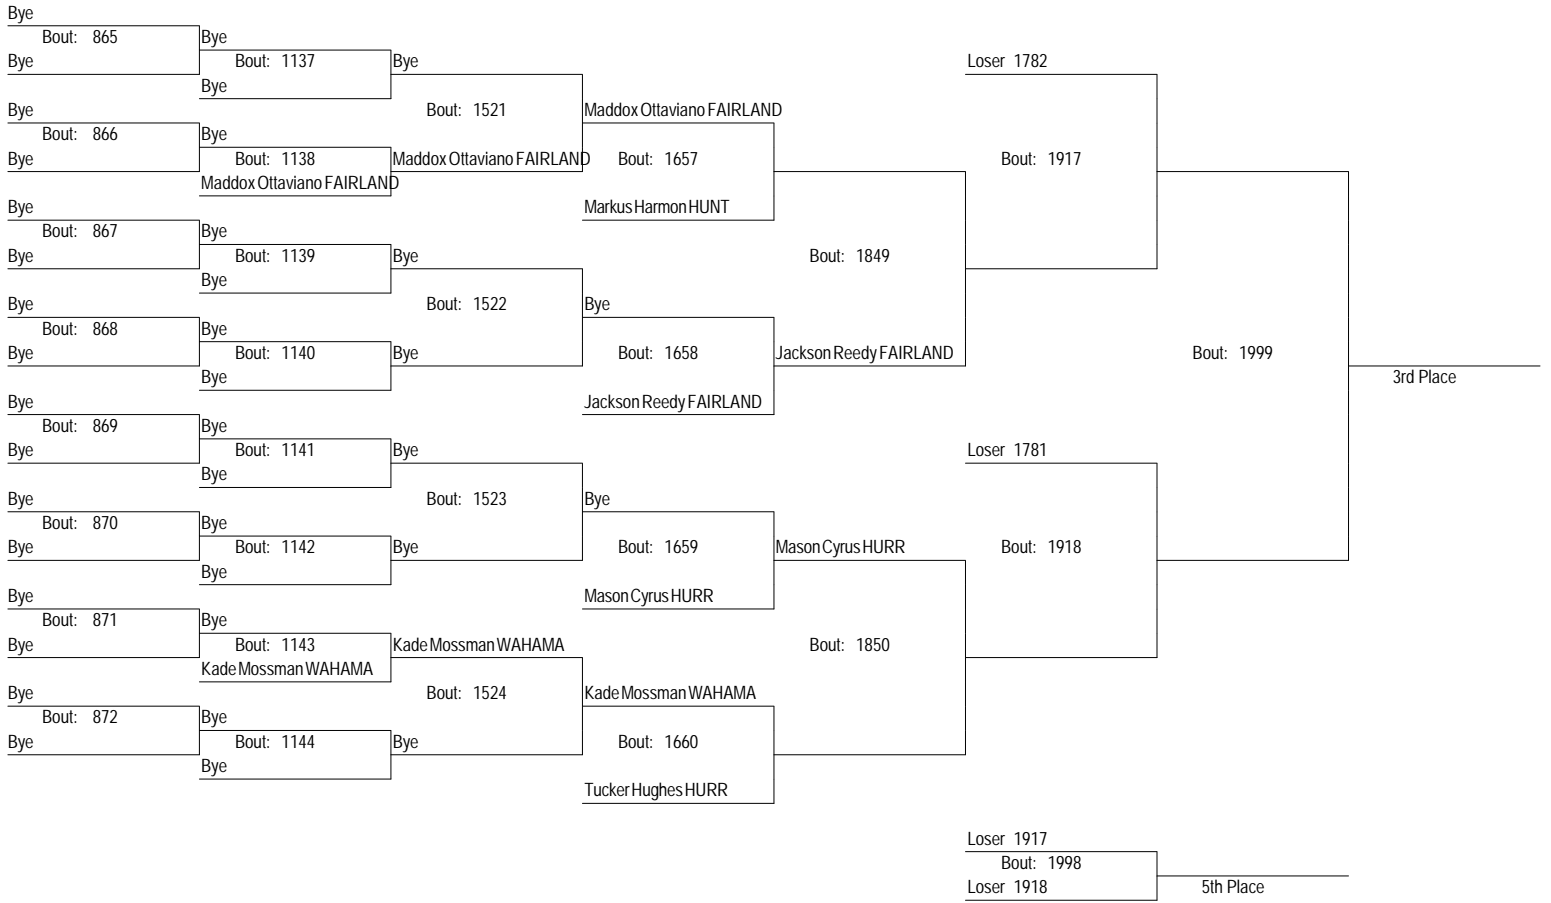 Bye
Bout: 865
Bye
Bye
Bout: 866
Bye
Bye
Bout: 867
Bye
Bye
Bout: 868
Bye
Bye
Bout: 869
Bye
Bye
Bout: 870
Bye
Bye
Bout: 871
Bye
Bye
Bout: 872
Bye
Bye
Bout: 1137
Bye
Bye
Bout: 1138
Maddox Ottaviano FAIRLAND
Bye
Bout: 1139
Bye
Bye
Bout: 1140
Bye
Bye
Bout: 1141
Bye
Bye
Bout: 1142
Bye
Bye
Bout: 1143
Kade Mossman WAHAMA
Bye
Bout: 1144
Bye
Bye
Bout: 1521
Maddox Ottaviano FAIRLAND
Bye
Bout: 1522
Bye
Bye
Bout: 1523
Bye
Kade Mossman WAHAMA
Bout: 1524
Bye
Maddox Ottaviano FAIRLAND
Bout: 1657
Markus Harmon HUNT
Bye
Bout: 1658
Jackson Reedy FAIRLAND
Bye
Bout: 1659
Mason Cyrus HURR
Kade Mossman WAHAMA
Bout: 1660
Tucker Hughes HURR
Bout: 1849
Jackson Reedy FAIRLAND
Mason Cyrus HURR
Bout: 1850
Loser 1782
Bout: 1917
Loser 1781
Bout: 1918
Bout: 1999
3rd Place
Loser 1917
Bout: 1998
Loser 1918
5th Place